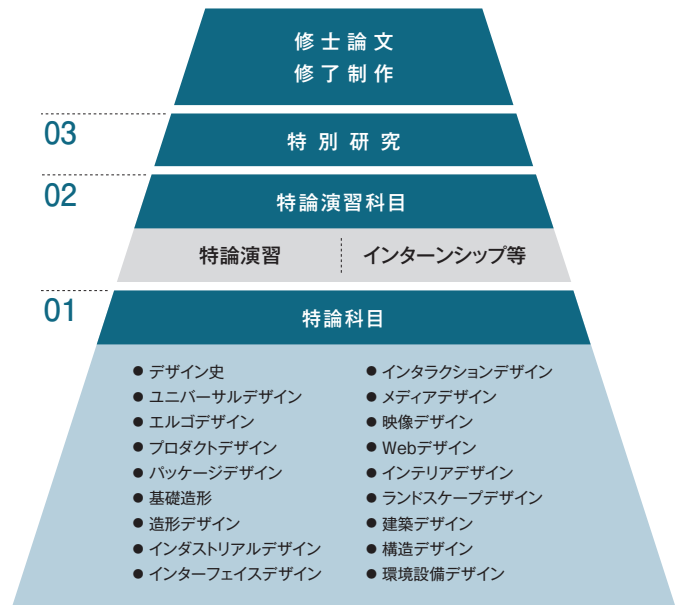 修士論文
修了制作
03
特別研究
02
特論演習科目
特論演習
インターンシップ等
01
特論科目
● デザイン史
● ユニバーサルデザイン
● エルゴデザイン
● プロダクトデザイン
● パッケージデザイン
● 基礎造形
● 造形デザイン
● インダストリアルデザイン
● インターフェイスデザイン
● インタラクションデザイン
● メディアデザイン
● 映像デザイン
● Webデザイン
● インテリアデザイン
● ランドスケープデザイン
● 建築デザイン
● 構造デザイン
● 環境設備デザイン